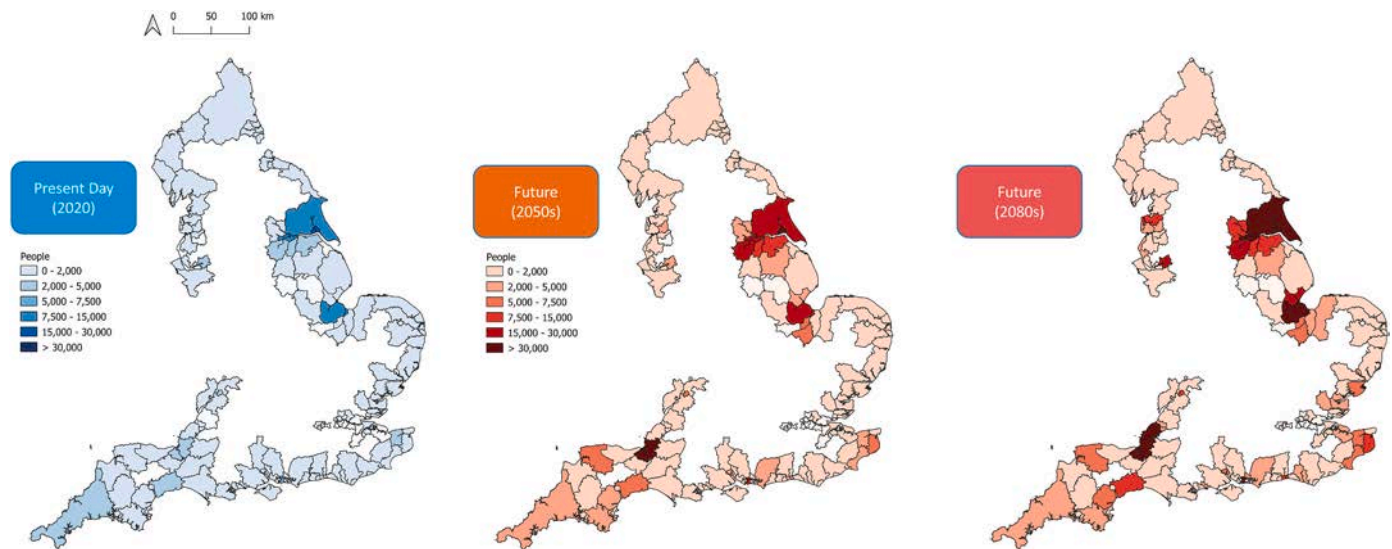 0 50 100 km
Present Day
(2020)
People
0 - 2,000
2,000 - 5,000
5,000 - 7,500
7,500 - 15,000
15,000 - 30,000
> 30,000
Future
(2050s)
People
0 - 2,000
2,000 - 5,000
5,000 - 7,500
7,500 - 15,000
15,000 - 30,000
> 30,000
Future
(2080s)